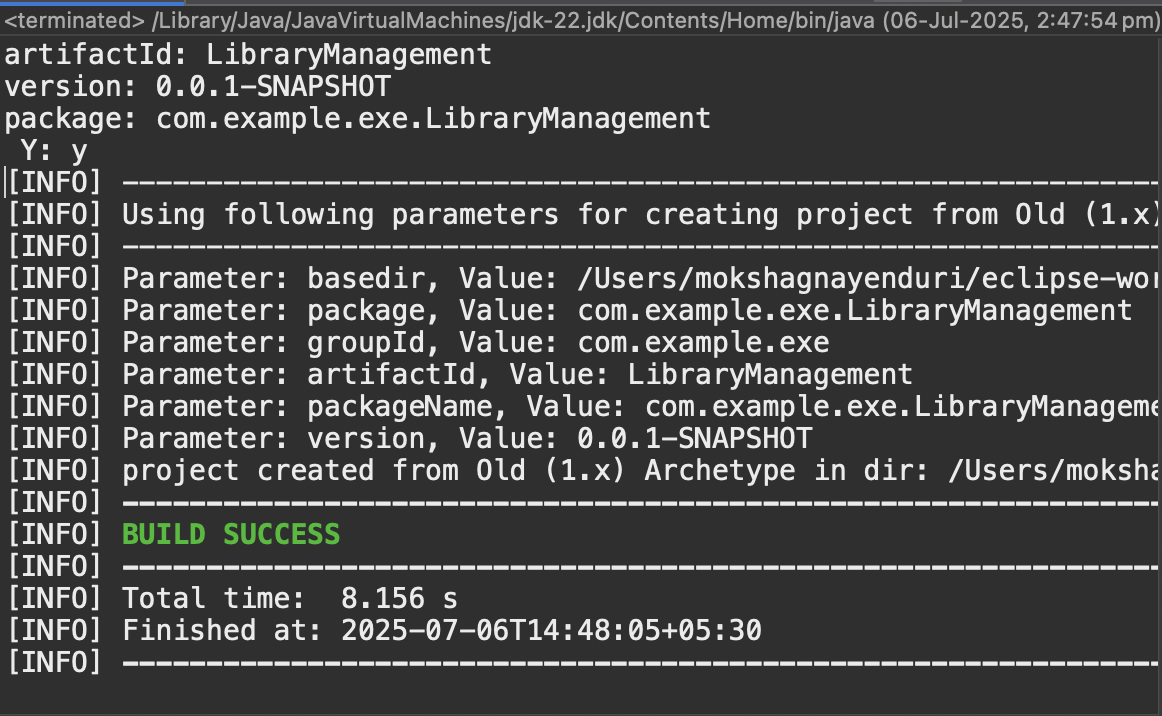 <terminated> /Library/Java/JavaVirtualMachines/jdk-22.jdk/Contents/Home/bin/java (06-Jul-2025, 2:47:54 pm)
artifactId: LibraryManagement
version: 0.0.1-SNAPSHOT
package: com.example.exe.LibraryManagement
 Y: y
[INFO] ----------------------------------------------------------------
[INFO] Using following parameters for creating project from Old (1.x)
[INFO] ----------------------------------------------------------------
[INFO] Parameter: basedir, Value: /Users/mokshagnayenduri/eclipse-wor
[INFO] Parameter: package, Value: com.example.exe.LibraryManagement
[INFO] Parameter: groupId, Value: com.example.exe
[INFO] Parameter: artifactId, Value: LibraryManagement
[INFO] Parameter: packageName, Value: com.example.exe.LibraryManageme
[INFO] Parameter: version, Value: 0.0.1-SNAPSHOT
[INFO] project created from Old (1.x) Archetype in dir: /Users/moksha
[INFO] ----------------------------------------------------------------
[INFO] BUILD SUCCESS
[INFO] ----------------------------------------------------------------
[INFO] Total time:  8.156 s
[INFO] Finished at: 2025-07-06T14:48:05+05:30
[INFO] ----------------------------------------------------------------